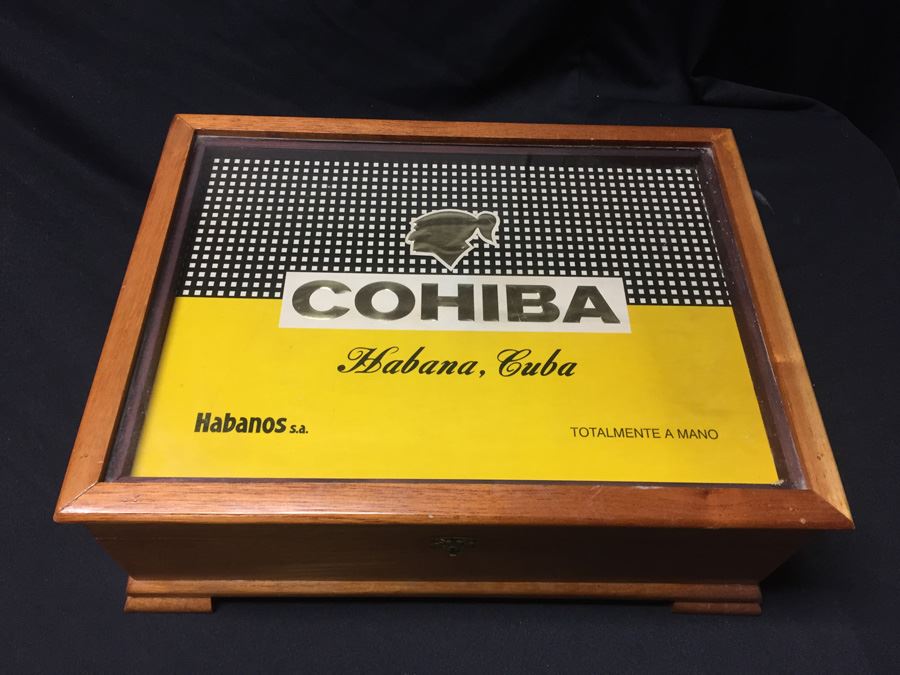 COHIBA
Habana, Cuba
Habanos s.a.
TOTALMENTE A MANO